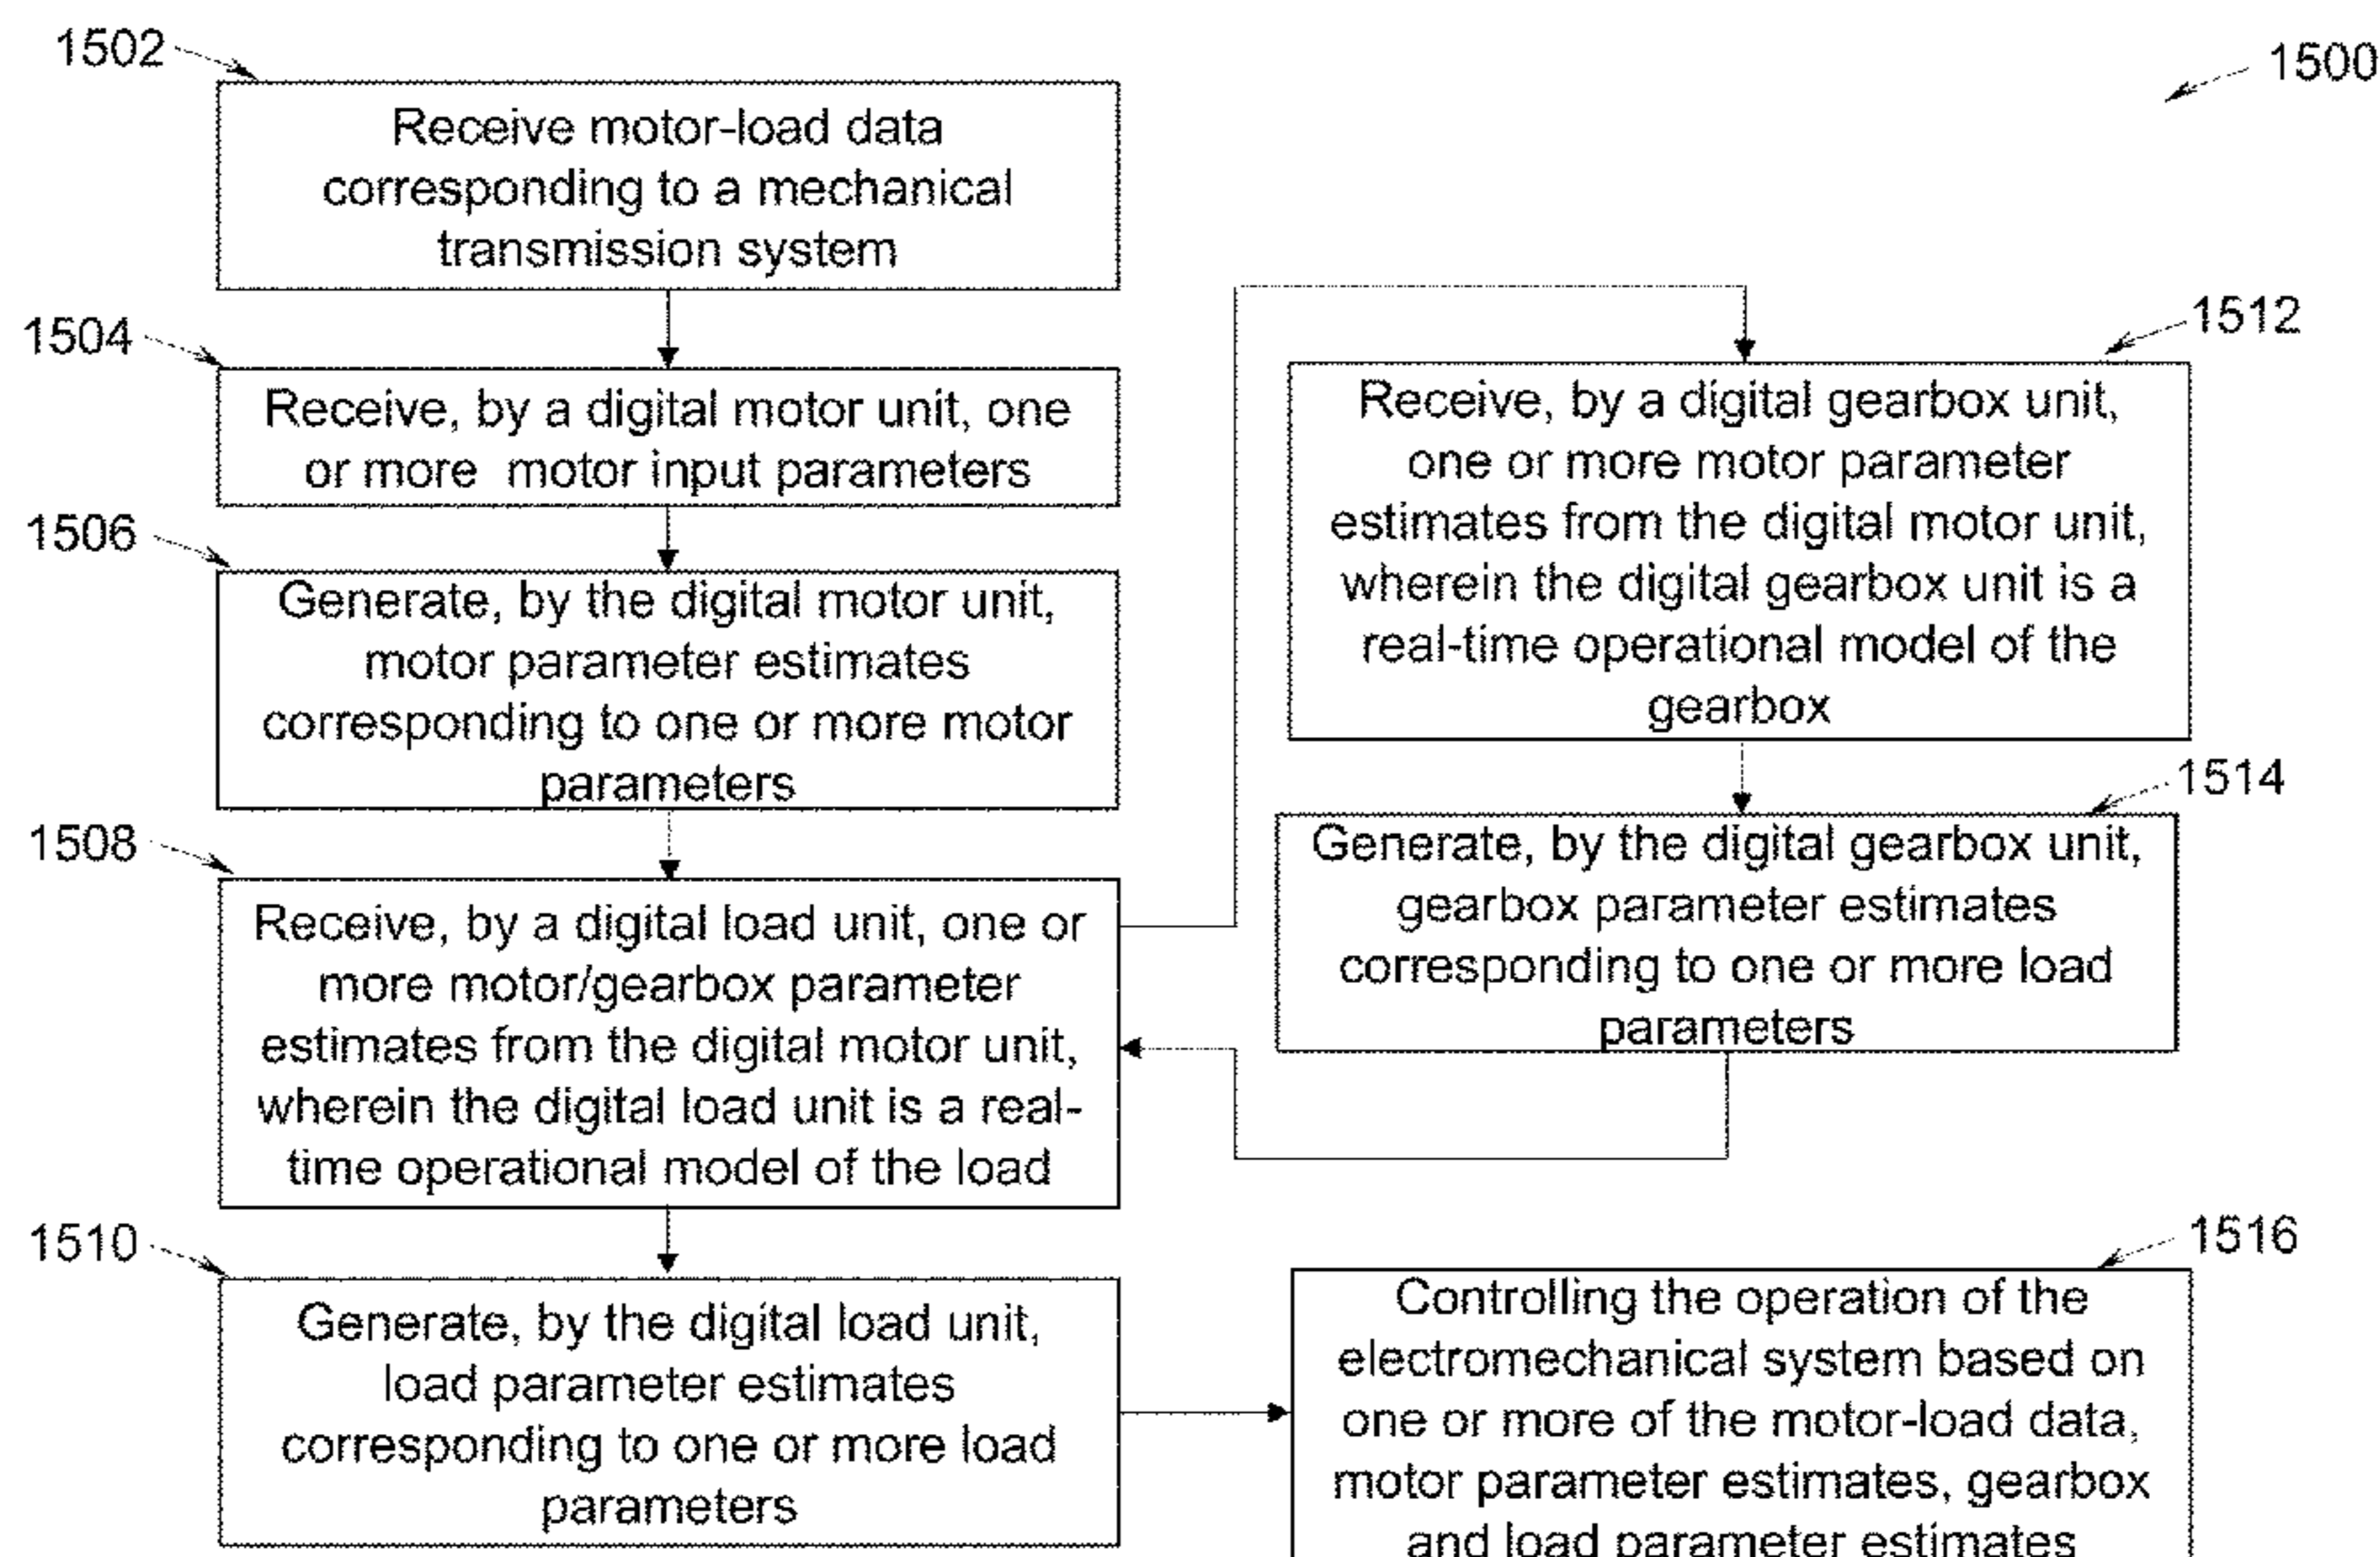 1502
1500
Receive motor-load data
corresponding to a mechanical
transmission system
1504
Receive, by a digital motor unit, one
or more motor input parameters
1506
Generate, by the digital motor unit,
motor parameter estimates
corresponding to one or more motor
parameters
1508
Receive, by a digital load unit, one or
more motor/gearbox parameter
estimates from the digital motor unit,
wherein the digital load unit is a real-
time operational model of the load
1510
Generate, by the digital load unit,
load parameter estimates
corresponding to one or more load
parameters
1512
Receive, by a digital gearbox unit,
one or more motor parameter
estimates from the digital motor unit,
wherein the digital gearbox unit is a
real-time operational model of the
gearbox
1514
Generate, by the digital gearbox unit,
gearbox parameter estimates
corresponding to one or more load
parameters
1516
Controlling the operation of the
electromechanical system based on
one or more of the motor-load data,
motor parameter estimates, gearbox
and load parameter estimates